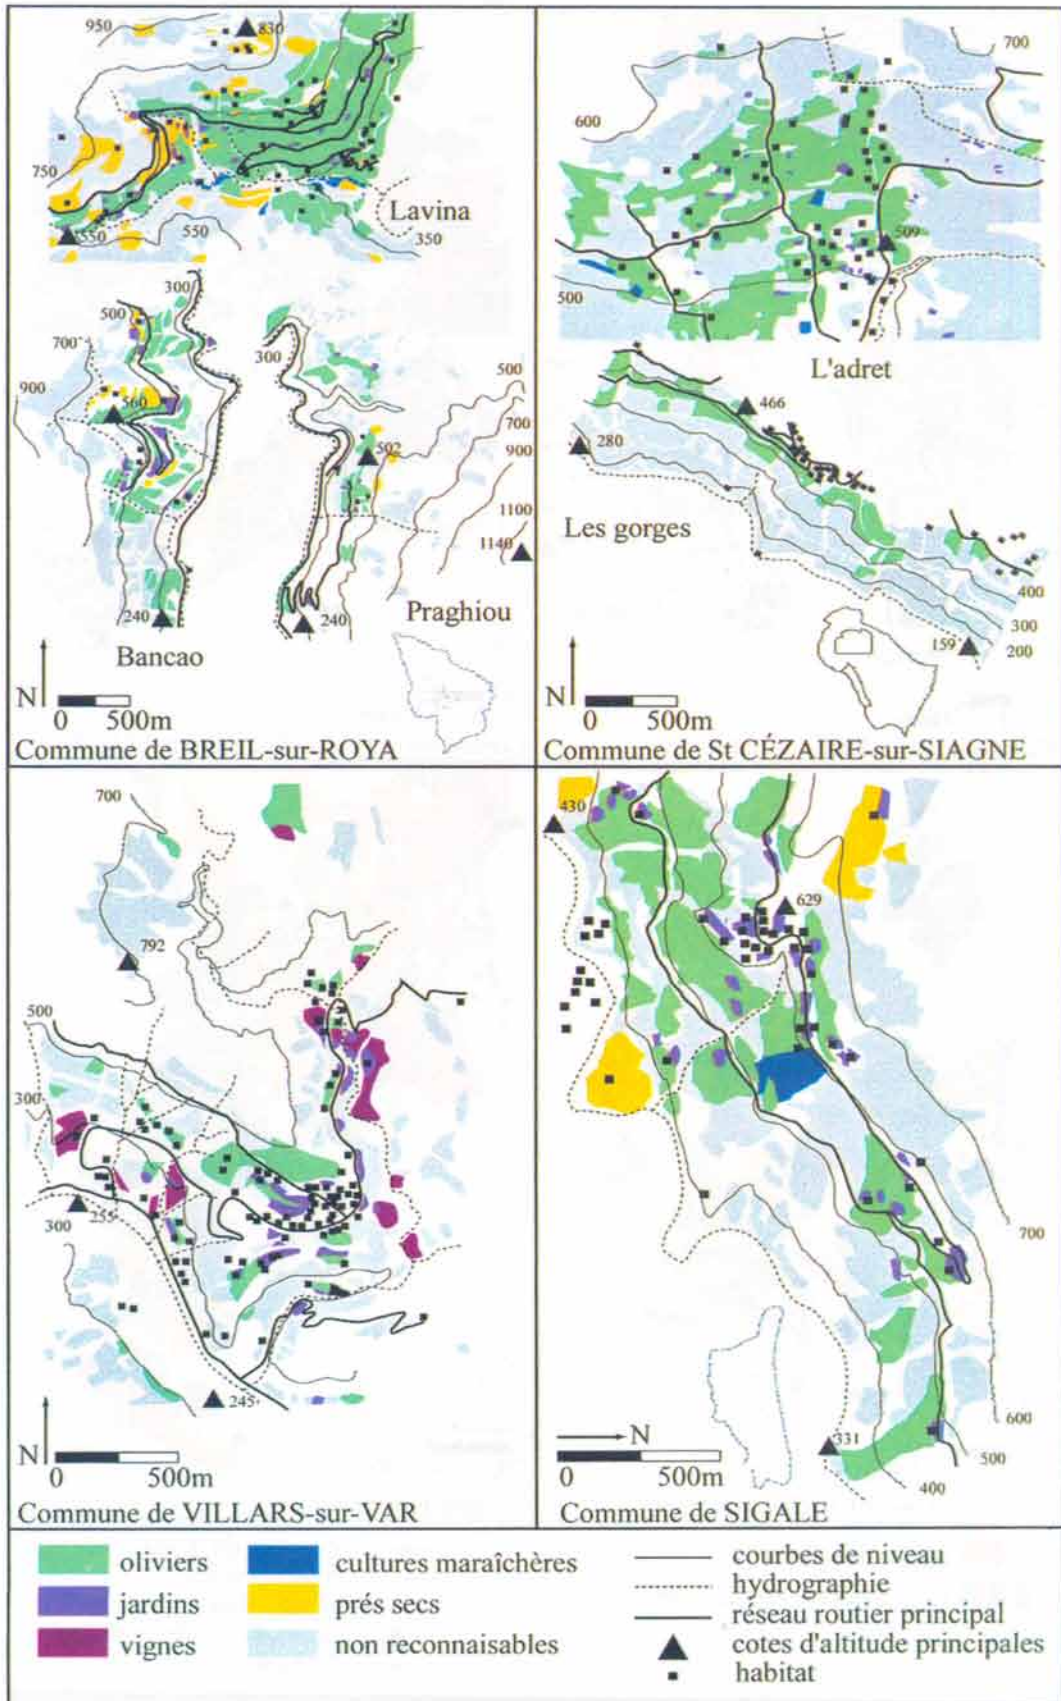 950
830
750
Lavina
550
550
350
300
500
700
900
560
300
500
700
502
900
1100
1140
240
240
Praghiou
Bancao
N
0 500m
Commune de BREIL-sur-ROYA
700
600
509
500
L'adret
466
280
Les gorges
400
300
159
200
N
0 500m
Commune de St CÉZAIRE-sur-SIAGNE
700
792
500
300
300
255
245
N
0 500m
Commune de VILLARS-sur-VAR
430
629
700
600
331
500
400
N
0 500m
Commune de SIGALE
oliviers
jardins
vignes
cultures maraîchères
prés secs
non reconnaisables
courbes de niveau
hydrographie
réseau routier principal
cotes d'altitude principales
habitat